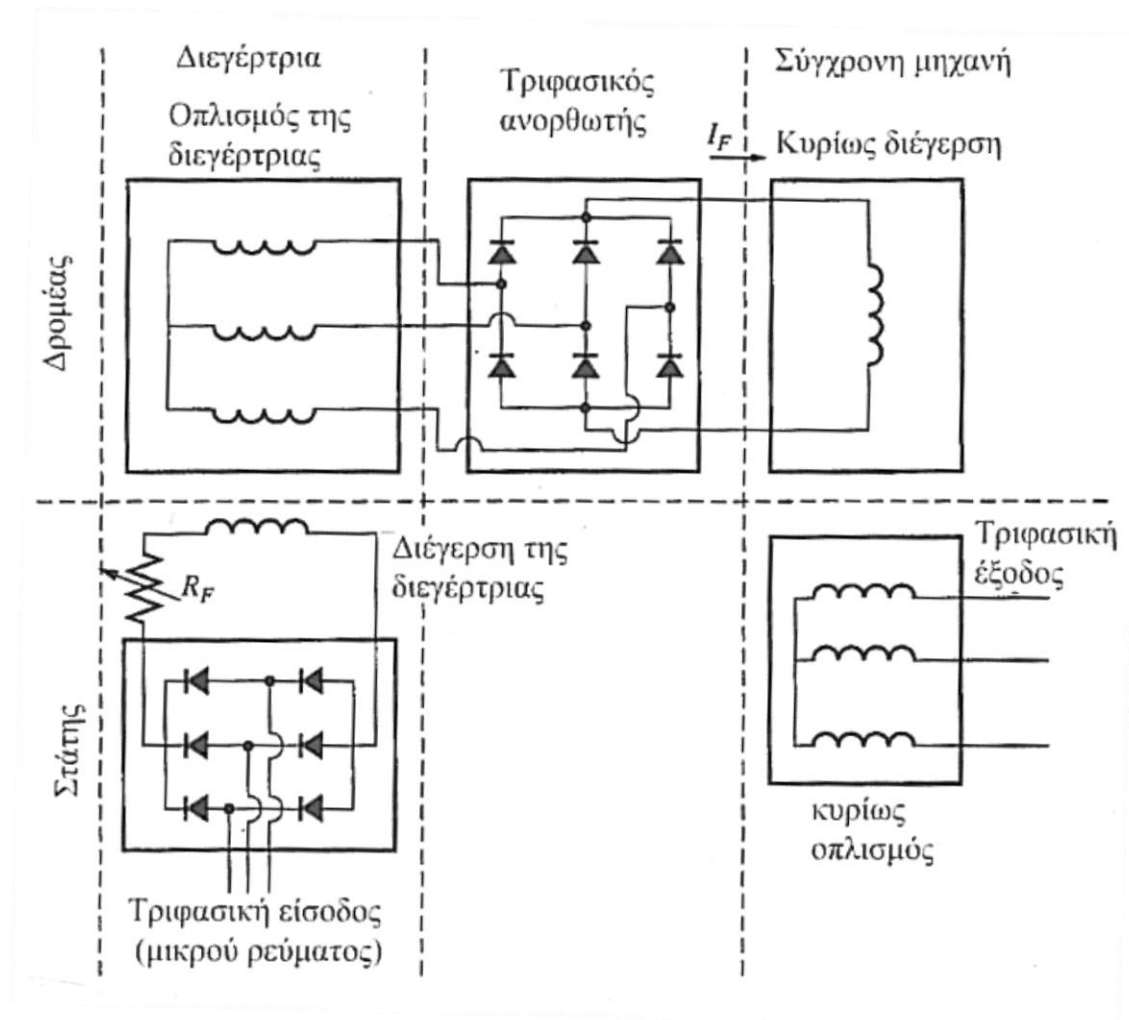 Διεγέρτρια
Οπλισμός της
διεγέρτριας
Τριφασικός
ανορθωτής
Σύγχρονη μηχανή
I_F
Κυρίως διέγερση
Δρομέας
Διέγερση της
διεγέρτριας
R_F
Τριφασική
έξοδος
Στάτης
κυρίως
οπλισμός
Τριφασική είσοδος
(μικρού ρεύματος)